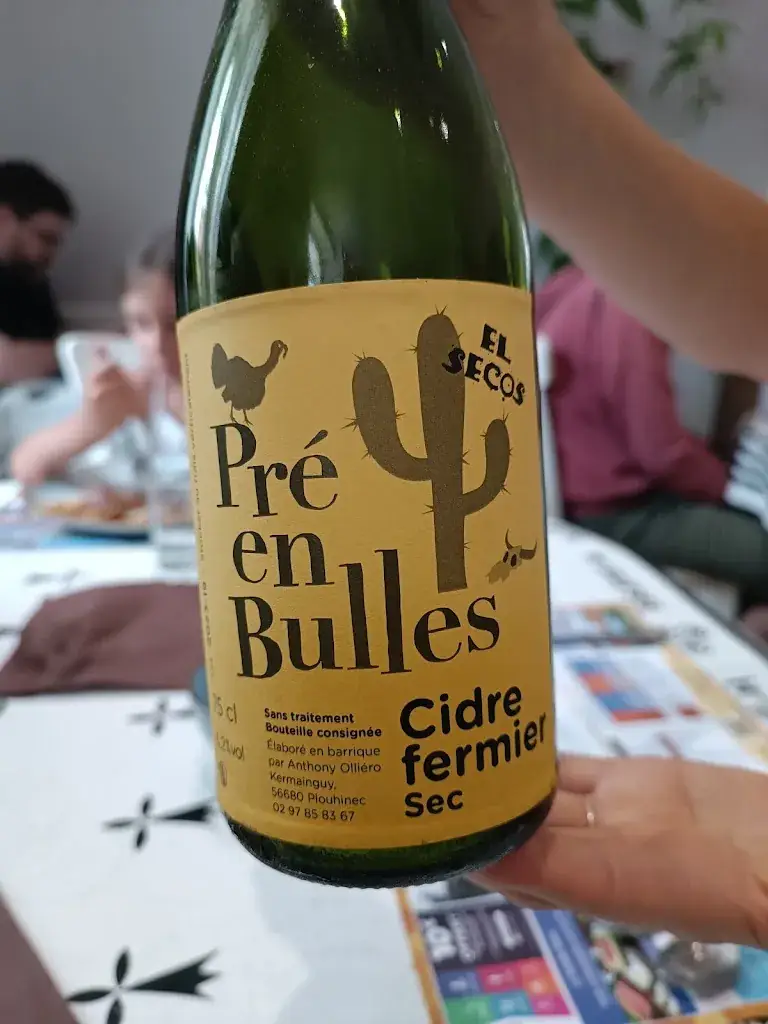 EL
SEÇOS
Pré
en
Bulles
Cidre
fermier
Sec
75 cl
Sans traitement
Bouteille consignée
Élaboré en barrique
par Anthony Olliéro
Kermainguy,
56680 Plouhinec
02 97 85 83 67